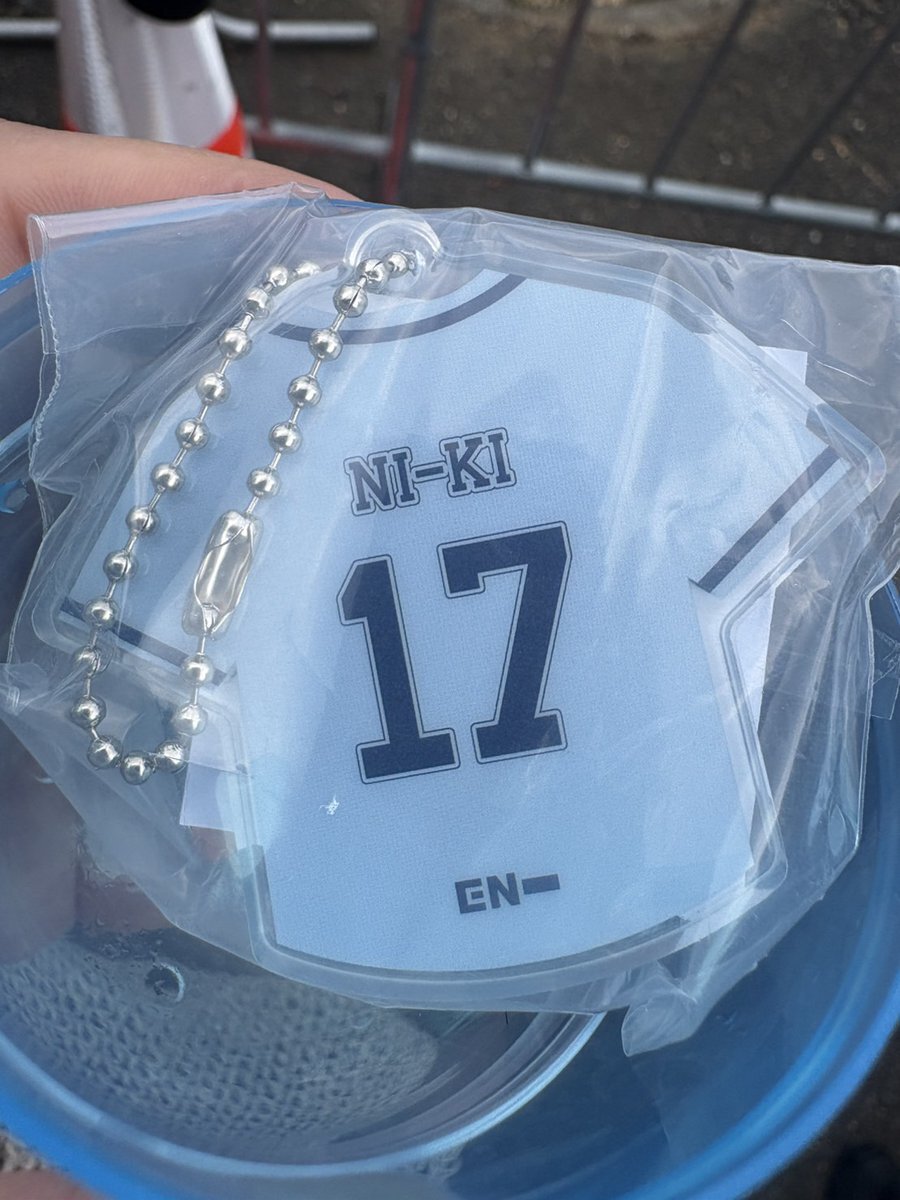 NI-KI
17
EN-